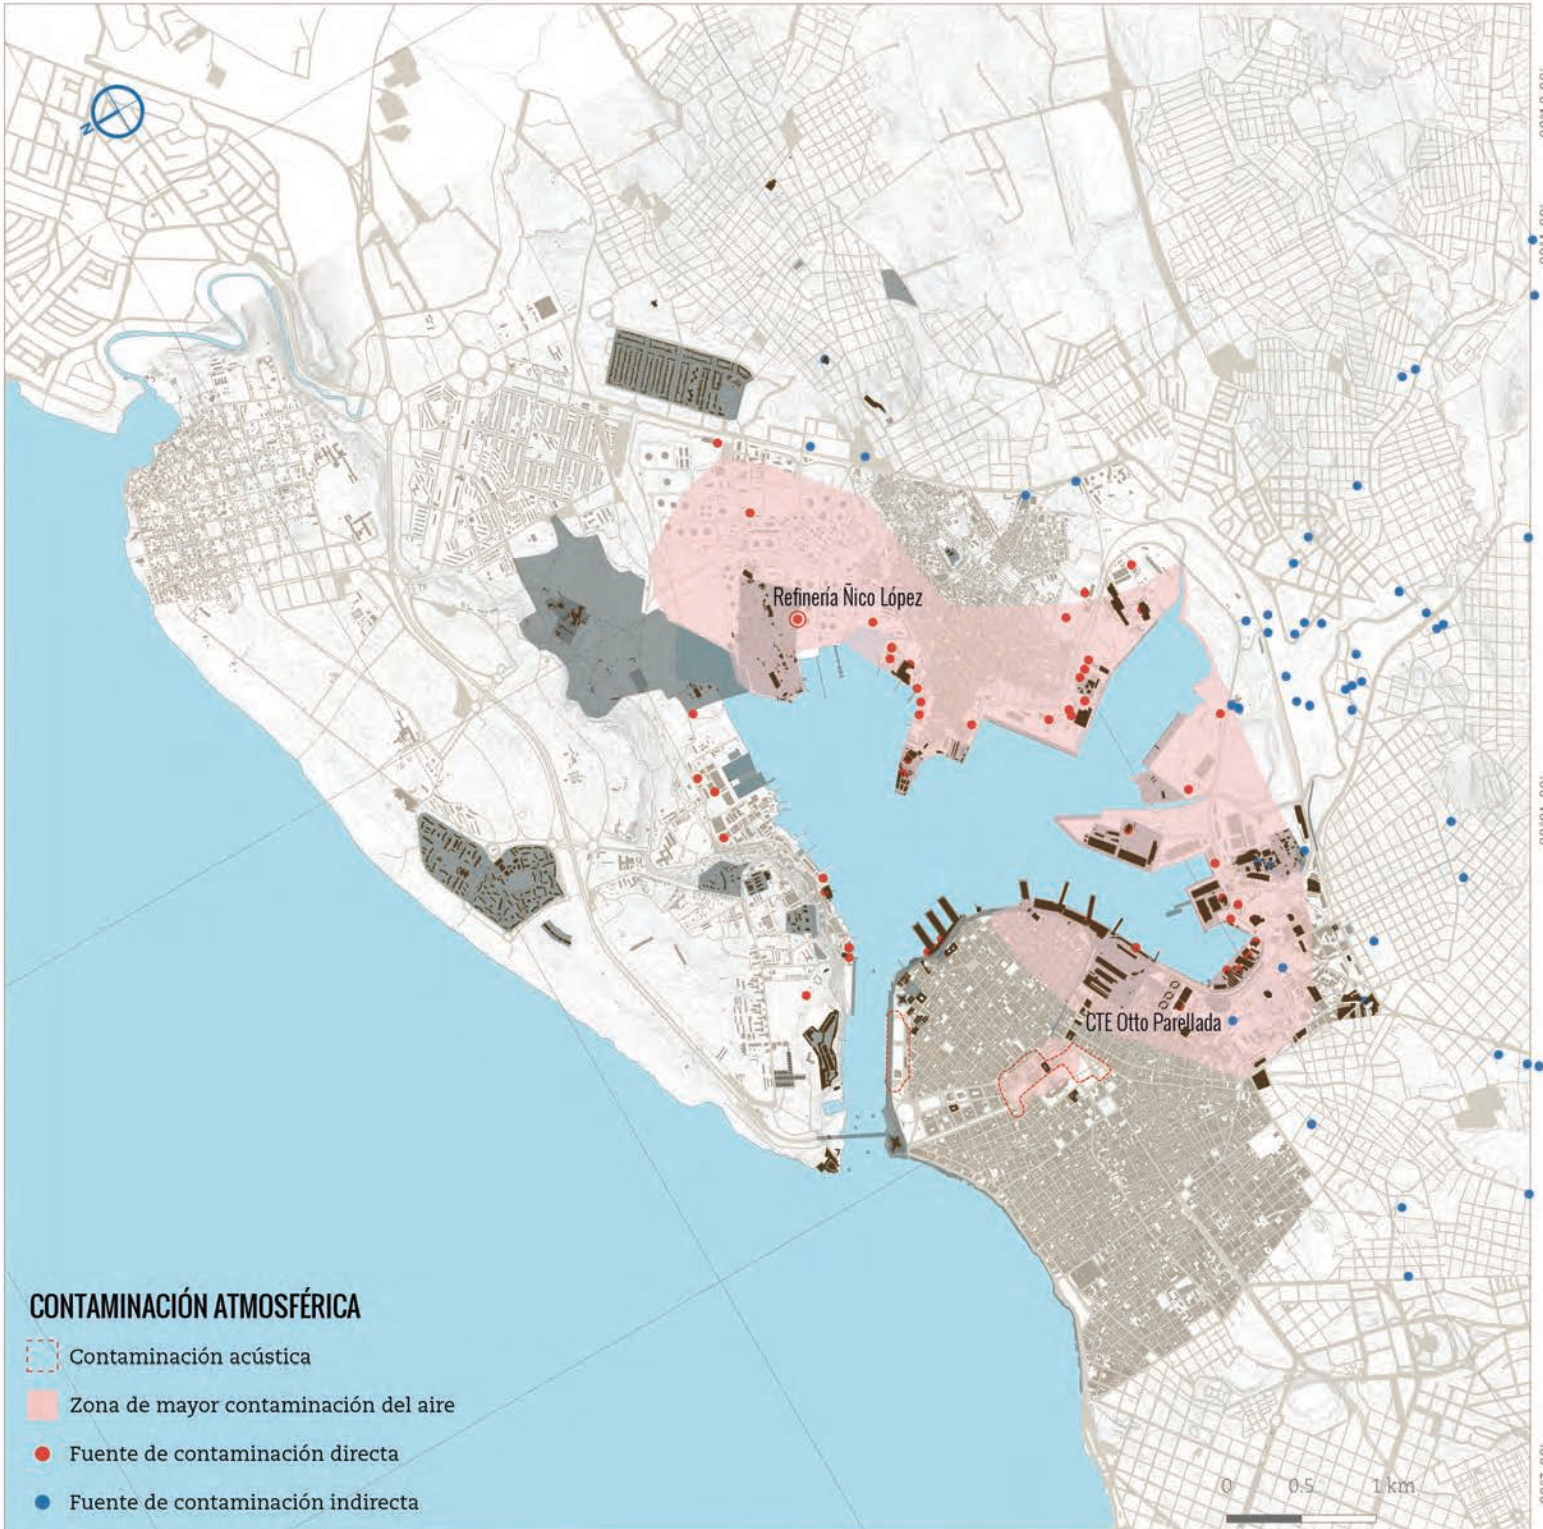 N
Refinería Ñico López
CTE Otto Parellada
CONTAMINACIÓN ATMOSFÉRICA
Contaminación acústica
Zona de mayor contaminación del aire
Fuente de contaminación directa
Fuente de contaminación indirecta
0 0.5 1 km